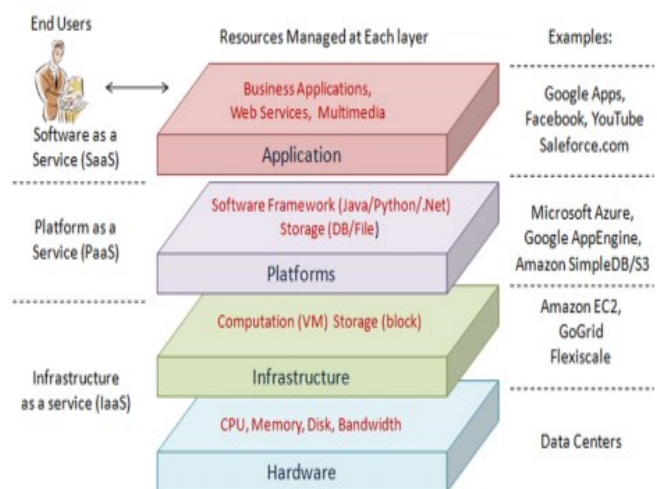 End Users
Resources Managed at Each layer
Examples:
Business Applications,
Web Services, Multimedia
Application
Software as a
Service (SaaS)
Google Apps,
Facebook, YouTube
Saleforce.com
Software Framework (Java/Python/.Net)
Storage (DB/File)
Platforms
Platform as a
Service (PaaS)
Microsoft Azure,
Google AppEngine,
Amazon SimpleDB/S3
Computation (VM) Storage (block)
Infrastructure
Amazon EC2,
GoGrid
Flexiscale
Infrastructure
as a service (IaaS)
CPU, Memory, Disk, Bandwidth
Hardware
Data Centers